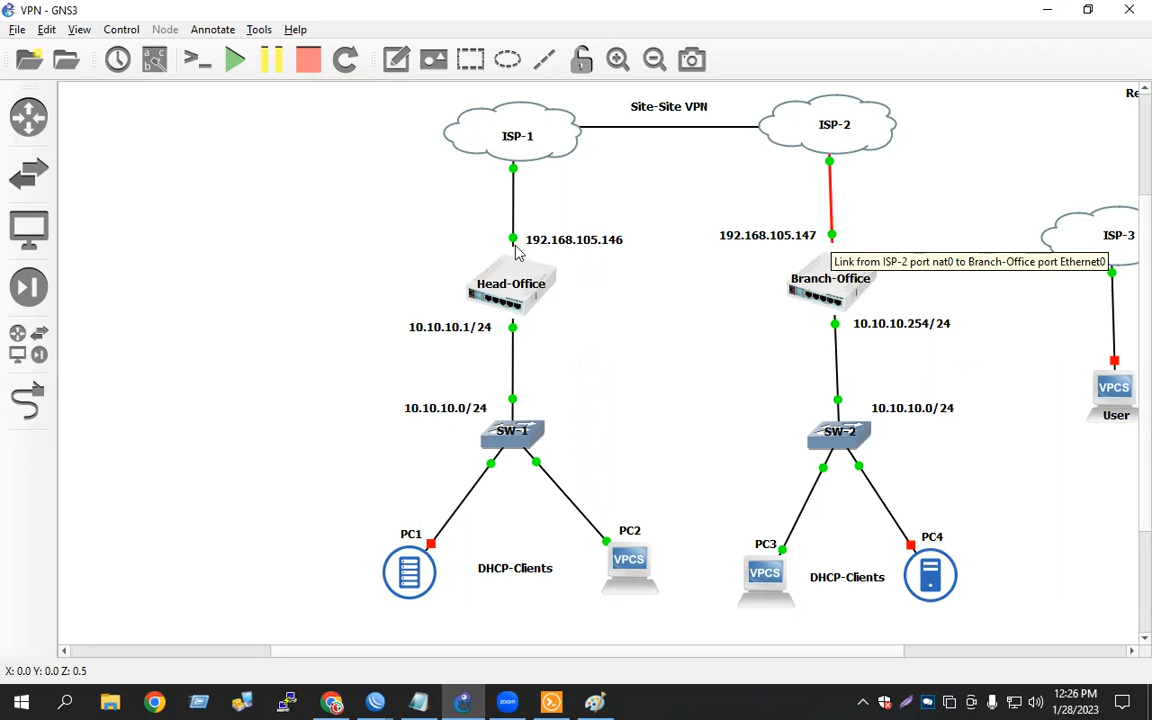 VPN - GNS3
File Edit View Control Node Annotate Tools Help
Re
Site-Site VPN
ISP-1
ISP-2
ISP-3
192.168.105.146
192.168.105.147
Link from ISP-2 port nat0 to Branch-Office port Ethernet0
Head-Office
Branch-Office
10.10.10.1/24
10.10.10.254/24
VPCS
User
10.10.10.0/24
10.10.10.0/24
SW-1
SW-2
PC1
PC2
PC3
PC4
VPCS
VPCS
DHCP-Clients
DHCP-Clients
X: 0.0 Y: 0.0 Z: 0.5
zoom
12:26 PM
1/28/2023